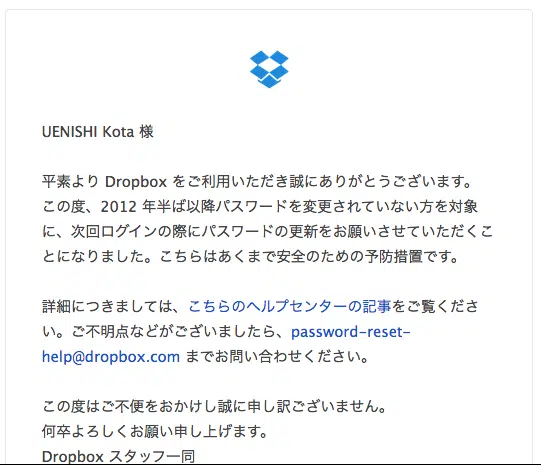 UENISHI Kota 様
平素より Dropbox をご利用いただき誠にありがとうございます。
この度、2012 年半ば以降パスワードを変更されていない方を対象
に、次回ログインの際にパスワードの更新をお願いさせていただくこ
とになりました。こちらはあくまで安全のための予防措置です。
詳細につきましては、こちらのヘルプセンターの記事をご覧くださ
い。ご不明点などがございましたら、password-reset-
help@dropbox.com までお問い合わせください。
この度はご不便をおかけし誠に申し訳ございません。
何卒よろしくお願い申し上げます。
Dropbox スタッフ一同